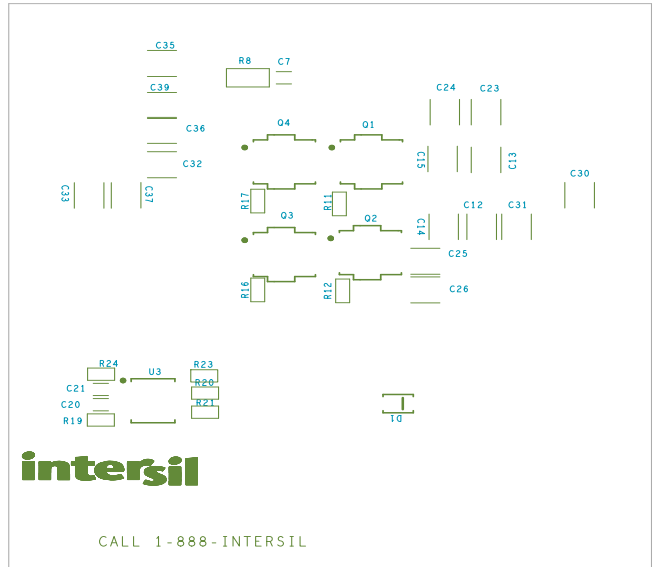 C35
R8 C7
C39
C24 C23
Q4 Q1
C36
C32
C15 C13
C33 C37
C30
R17 R11
Q3 Q2
C12 C31
C14
C25
R16 R12
C26
R24 U3 R23
C21 R20
C20 R21
R19 D1
intersil
CALL 1-888-INTERSIL